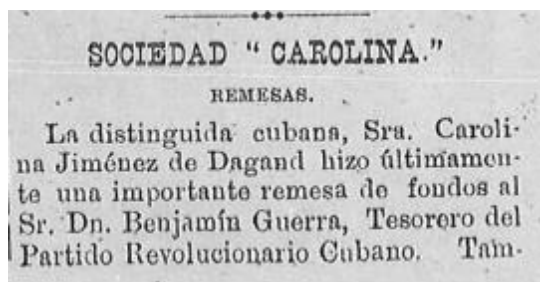 SOCIEDAD “ CAROLINA.”
REMESAS.
La distinguida cubana, Sra. Caroli-
na Jiménez de Dagand hizo últimamen-
te una importante remesa de fondos al
Sr. Dn. Benjamín Guerra, Tesorero del
Partido Revolucionario Cubano. Tam-